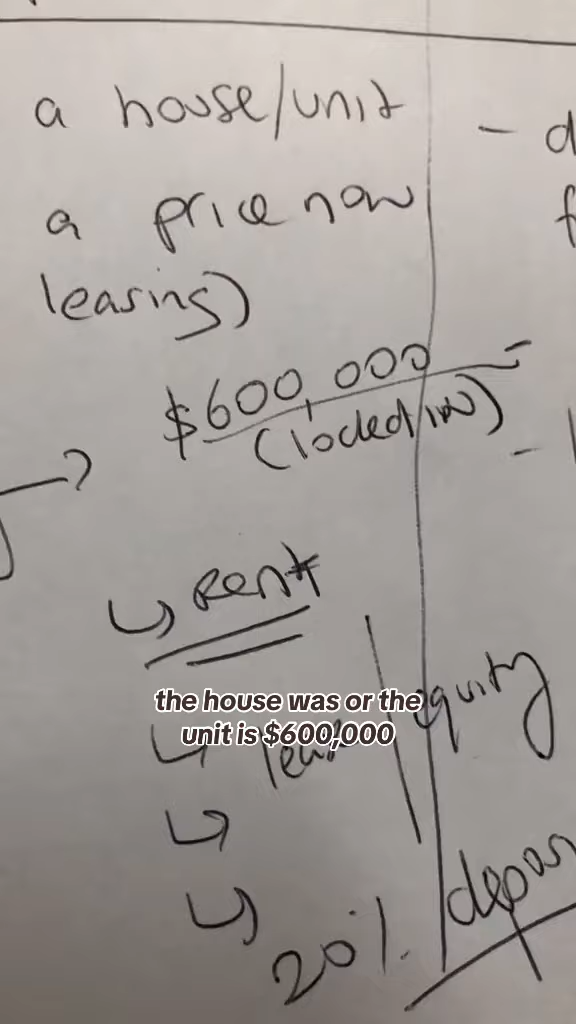 a house/unit
a price now
leasing)
$600,000
(locked in)
Rent
the house was or the
unit is $600,000
equity
20%